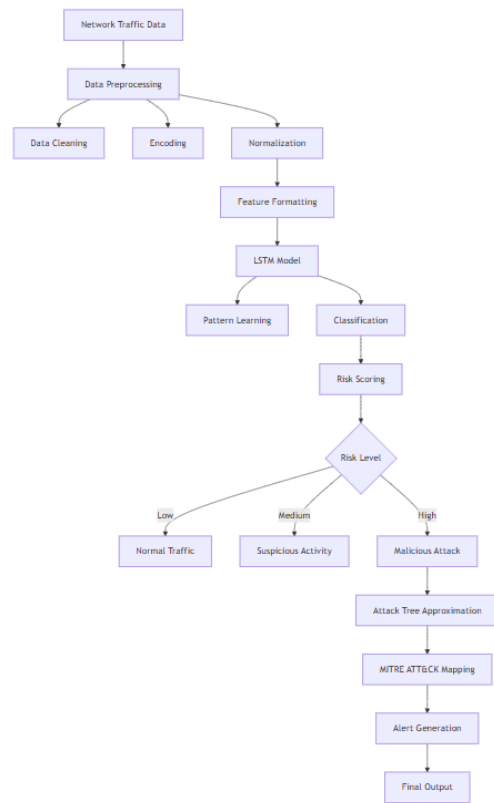 Network Traffic Data
Data Preprocessing
Data Cleaning
Encoding
Normalization
Feature Formatting
LSTM Model
Pattern Learning
Classification
Risk Scoring
Risk Level
Low
Medium
High
Normal Traffic
Suspicious Activity
Malicious Attack
Attack Tree Approximation
MITRE ATT&CK Mapping
Alert Generation
Final Output